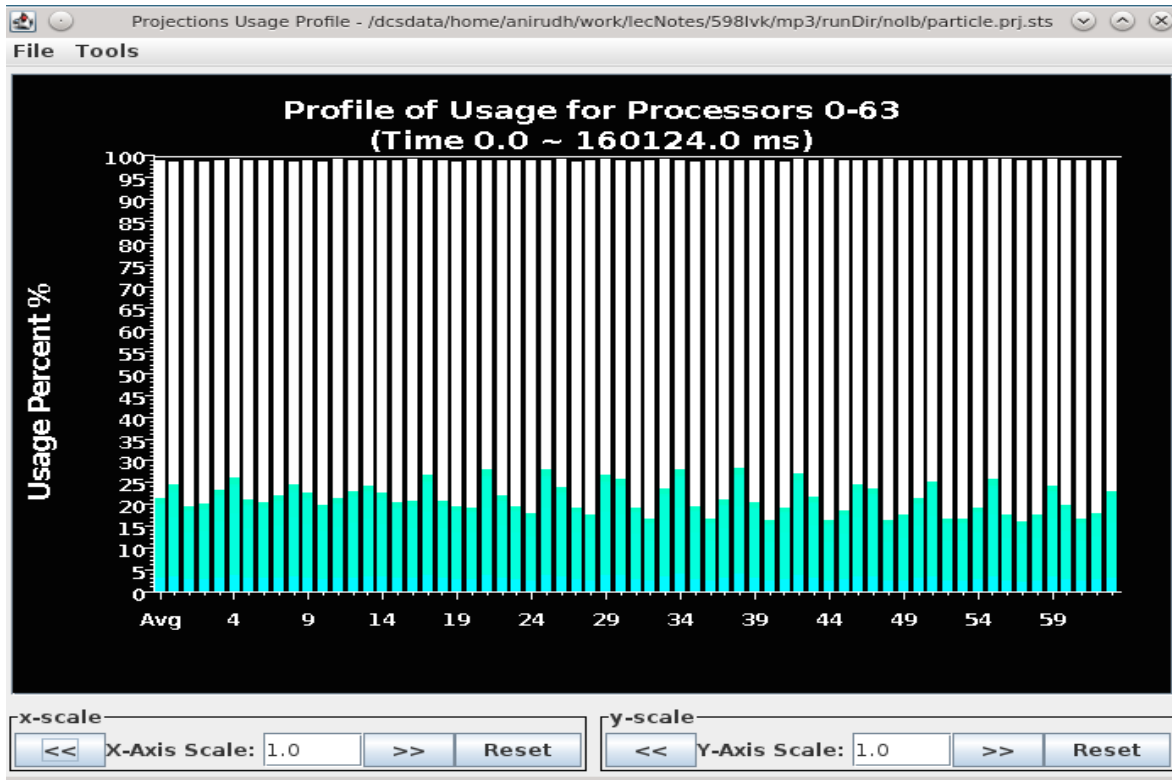 Projections Usage Profile - /dcsdata/home/anirudh/work/lecNotes/598lvk/mp3/runDir/nolb/particle.prj.sts
File Tools
Profile of Usage for Processors 0-63
(Time 0.0 ~ 160124.0 ms)
Usage Percent %
100
95
90
85
80
75
70
65
60
55
50
45
40
35
30
25
20
15
10
5
0
Avg 4 9 14 19 24 29 34 39 44 49 54 59
x-scale
<< X-Axis Scale: 1.0 >> Reset
y-scale
<< Y-Axis Scale: 1.0 >> Reset